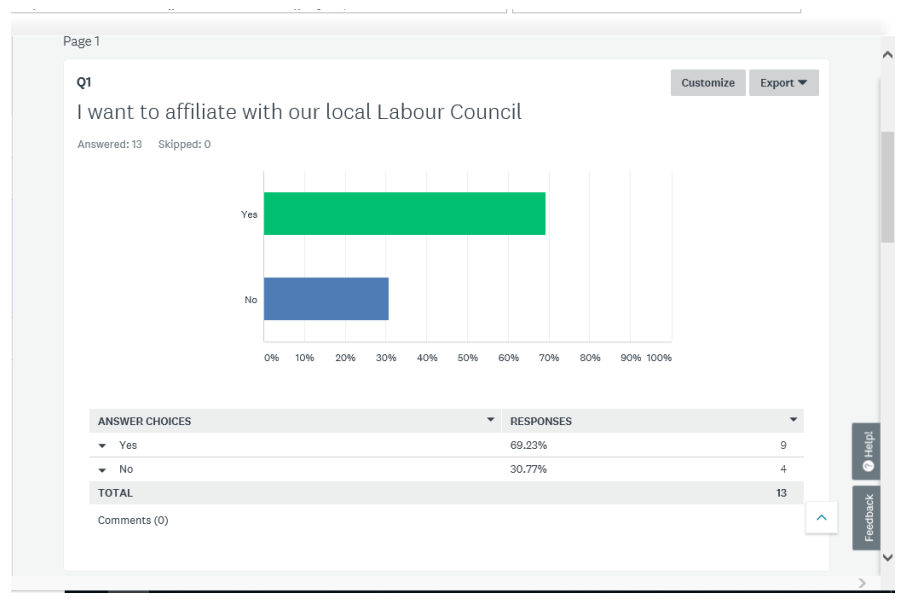 Page 1
Q1
Customize Export
I want to affiliate with our local Labour Council
Answered: 13 Skipped: 0
Yes
No
0% 10% 20% 30% 40% 50% 60% 70% 80% 90% 100%
ANSWER CHOICES RESPONSES
Yes 69.23% 9
No 30.77% 4
TOTAL 13
Comments (0)
Help!
Feedback